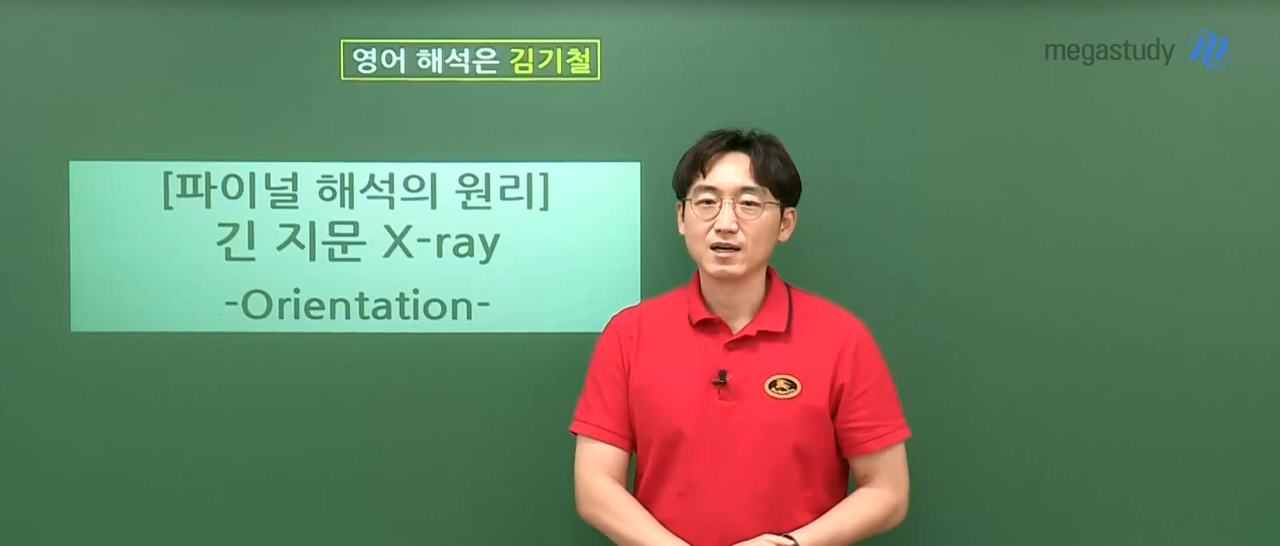 영어 해석은 김기철
megastudy
[파이널 해석의 원리]
긴 지문 X-ray
-Orientation-